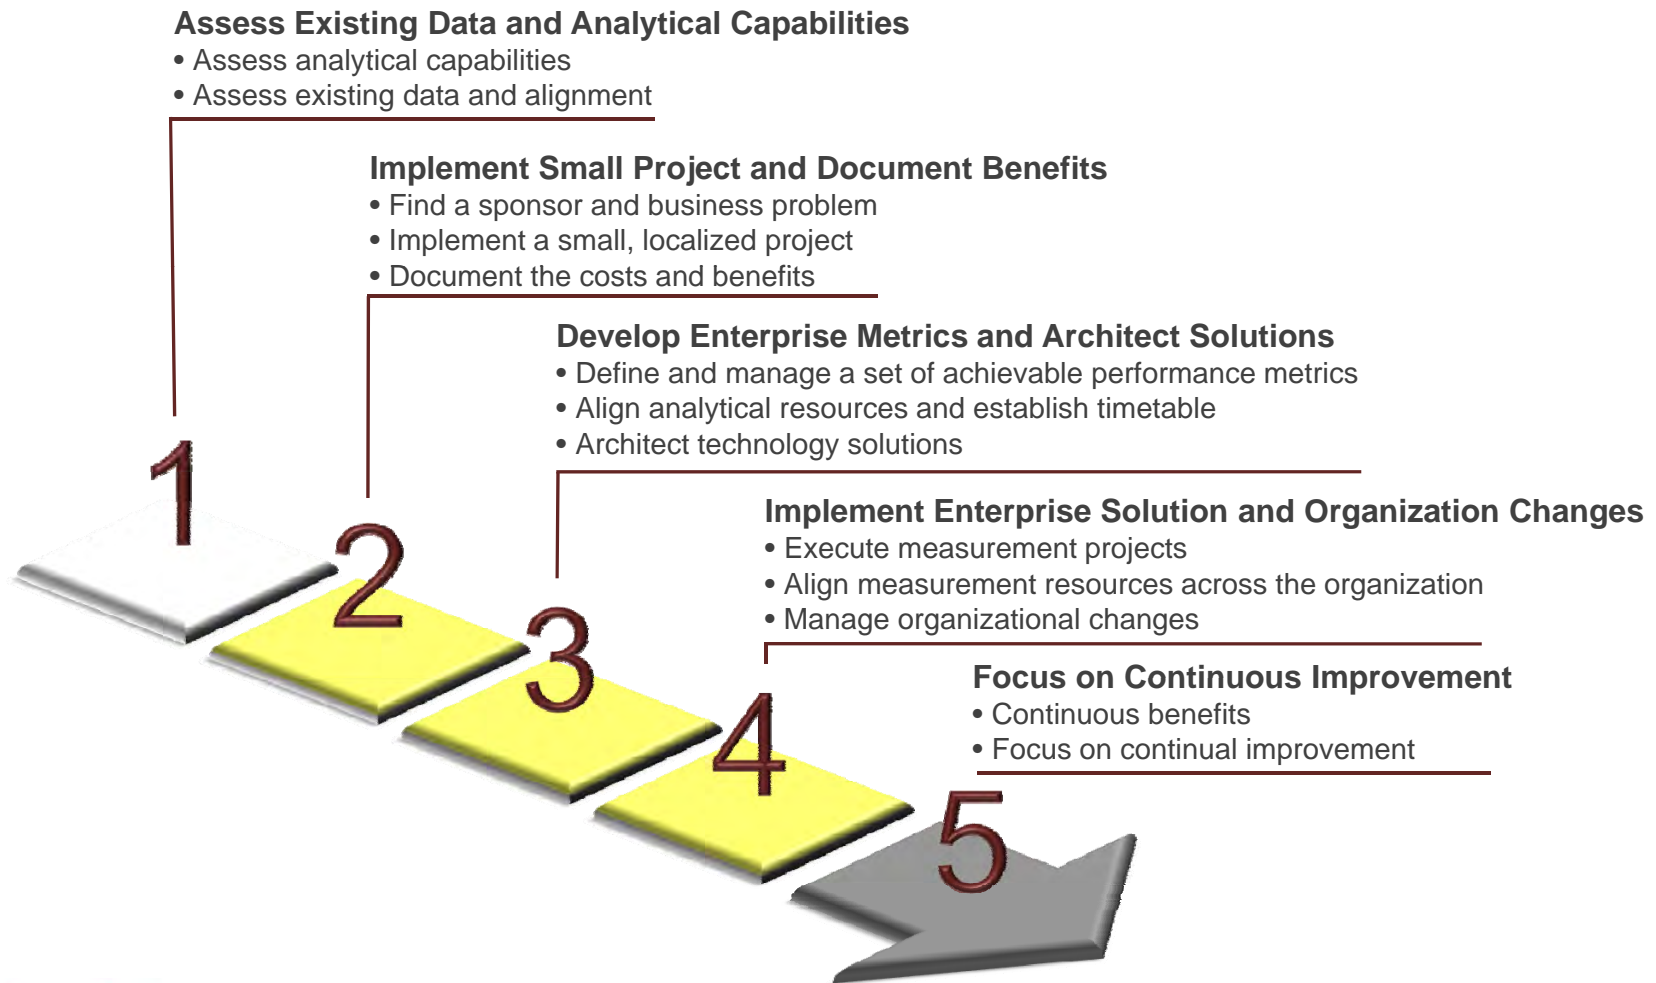 Assess Existing Data and Analytical Capabilities
• Assess analytical capabilities
• Assess existing data and alignment
Implement Small Project and Document Benefits
• Find a sponsor and business problem
• Implement a small, localized project
• Document the costs and benefits
Develop Enterprise Metrics and Architect Solutions
• Define and manage a set of achievable performance metrics
• Align analytical resources and establish timetable
• Architect technology solutions
Implement Enterprise Solution and Organization Changes
• Execute measurement projects
• Align measurement resources across the organization
• Manage organizational changes
Focus on Continuous Improvement
• Continuous benefits
• Focus on continual improvement
1
2
3
4
5